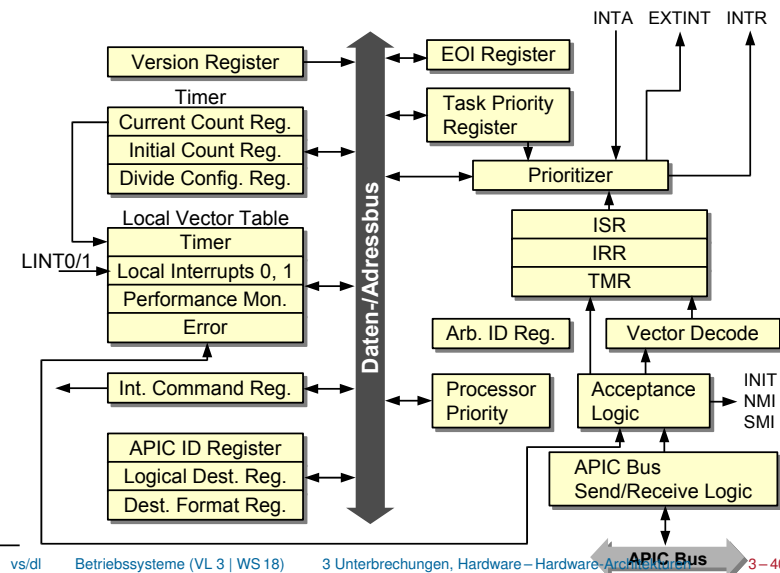 INTA EXTINT INTR
Version Register
EOI Register
Timer
Current Count Reg.
Initial Count Reg.
Divide Config. Reg.
Task Priority
Register
Prioritizer
Local Vector Table
Timer
LINT0/1
Local Interrupts 0, 1
Performance Mon.
Error
Daten-/Adressbus
ISR
IRR
TMR
Arb. ID Reg.
Vector Decode
Int. Command Reg.
Processor
Priority
Acceptance
Logic
INIT
NMI
SMI
APIC ID Register
Logical Dest. Reg.
Dest. Format Reg.
APIC Bus
Send/Receive Logic
APIC Bus
vs/dl Betriebssysteme (VL 3 | WS 18) 3 Unterbrechungen, Hardware – Hardware-Architekturen